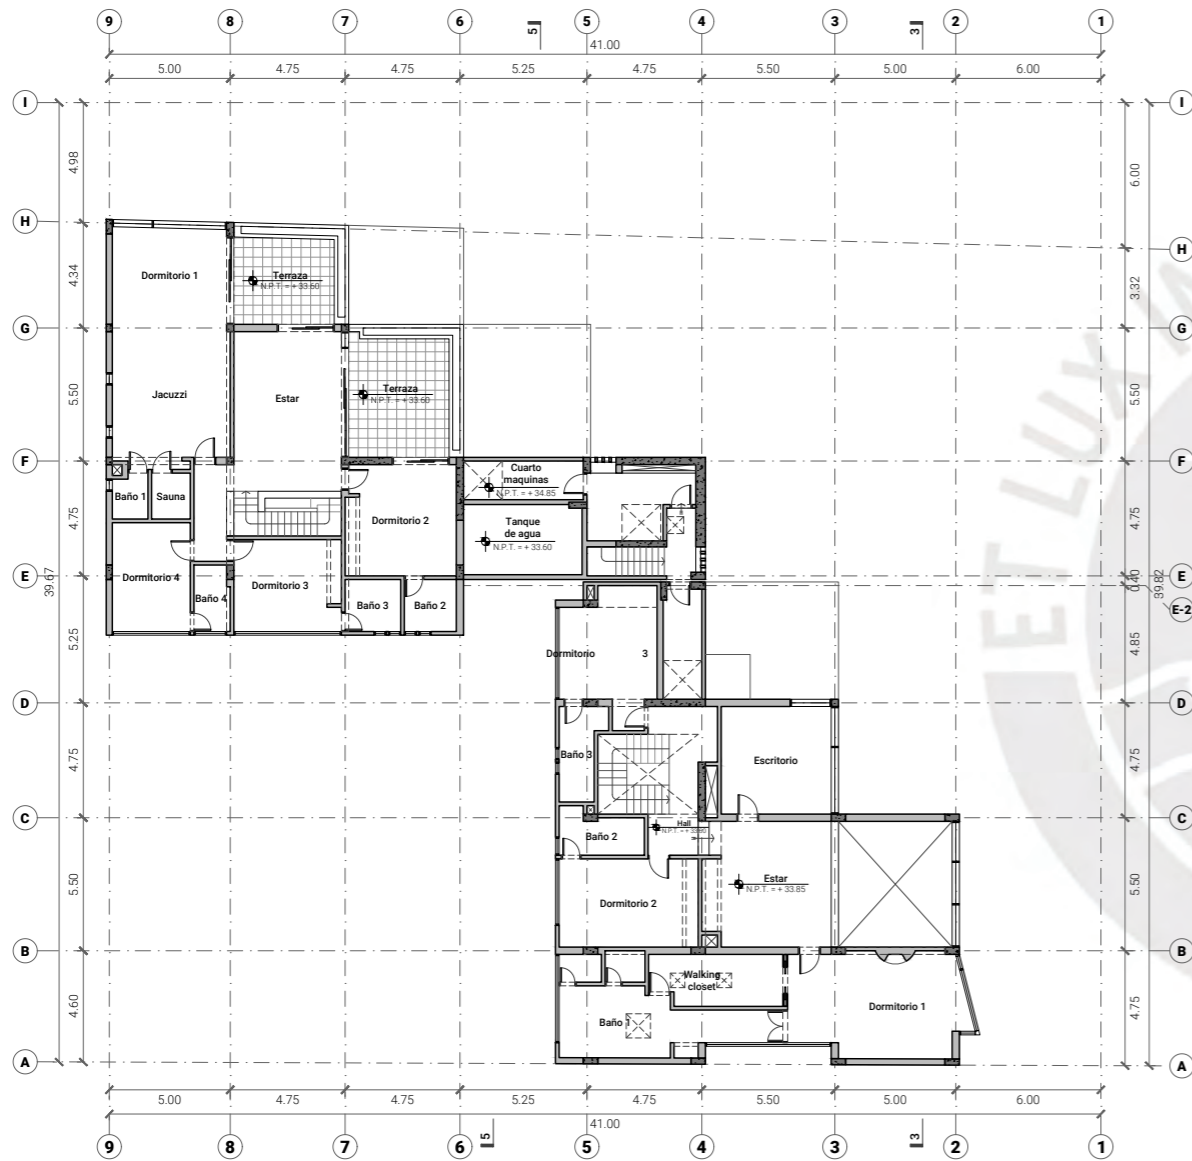 9 8 7 6 5 4 3 2 1
5 3
41.00
5.00 4.75 4.75 5.25 4.75 5.50 5.00 6.00
I I
4.98 6.00
H H
4.34 3.32
Dormitorio 1
Terraza
N.P.T. = + 33.60
G G
5.50 5.50
Jacuzzi Estar
Terraza
N.P.T. = + 33.60
ET LUX
F F
Cuarto
maquinas
N.P.T. = + 34.85
Baño 1 Sauna
4.75 4.75
Dormitorio 2
Tanque
de agua
N.P.T. = + 33.60
E E
39.67 0.40 39.82
Dormitorio 4 Dormitorio 3
Baño 4 Baño 3 Baño 2
E-2
5.25 4.85
Dormitorio 3
D D
4.75 4.75
Baño 3 Escritorio
C C
Hall
Baño 2
5.50 5.50
Estar
N.P.T. = + 33.85
Dormitorio 2
B B
Walking
closet
4.60 4.75
Dormitorio 1
Baño 1
A A
5.00 4.75 4.75 5.25 4.75 5.50 5.00 6.00
41.00
9 8 7 6 5 5 4 3 3 2 1